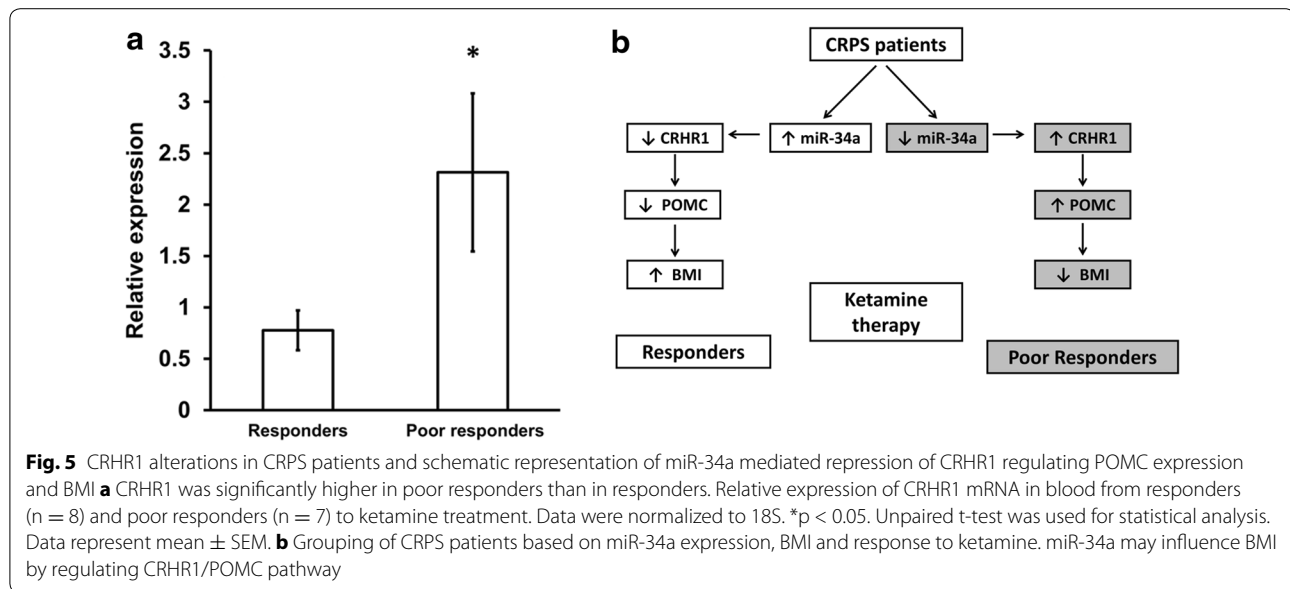 a
3.5
3
2.5
2
1.5
1
0.5
0
Relative expression
*
Responders Poor responders
b
CRPS patients
↓ CRHR1 ↑ miR-34a ↓ miR-34a ↑ CRHR1
↓ POMC ↑ POMC
↑ BMI ↓ BMI
Ketamine
therapy
Responders Poor Responders
Fig. 5 CRHR1 alterations in CRPS patients and schematic representation of miR-34a mediated repression of CRHR1 regulating POMC expression
and BMI a CRHR1 was significantly higher in poor responders than in responders. Relative expression of CRHR1 mRNA in blood from responders
(n = 8) and poor responders (n = 7) to ketamine treatment. Data were normalized to 18S. *p < 0.05. Unpaired t-test was used for statistical analysis.
Data represent mean ± SEM. b Grouping of CRPS patients based on miR-34a expression, BMI and response to ketamine. miR-34a may influence BMI
by regulating CRHR1/POMC pathway